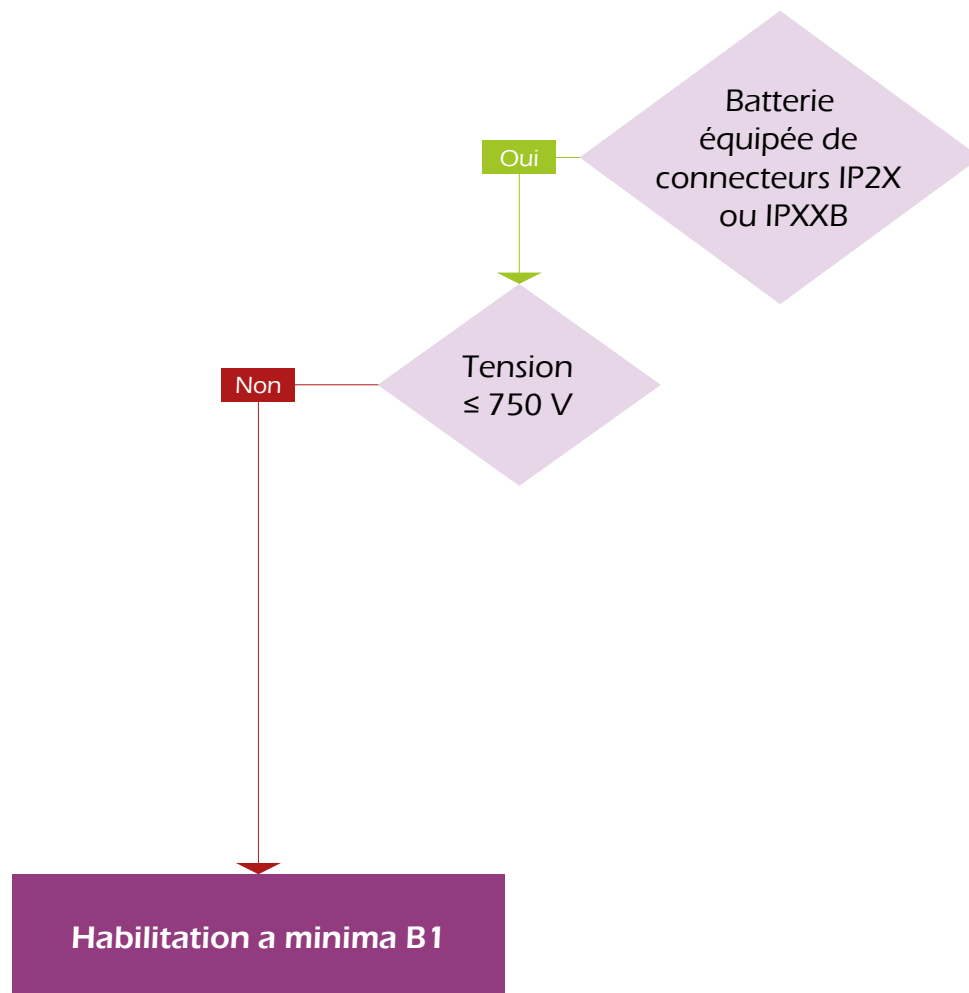 Batterie
équipée de
connecteurs IP2X
ou IPXXB
Oui
Tension
≤ 750 V
Non
Habilitation a minima B1